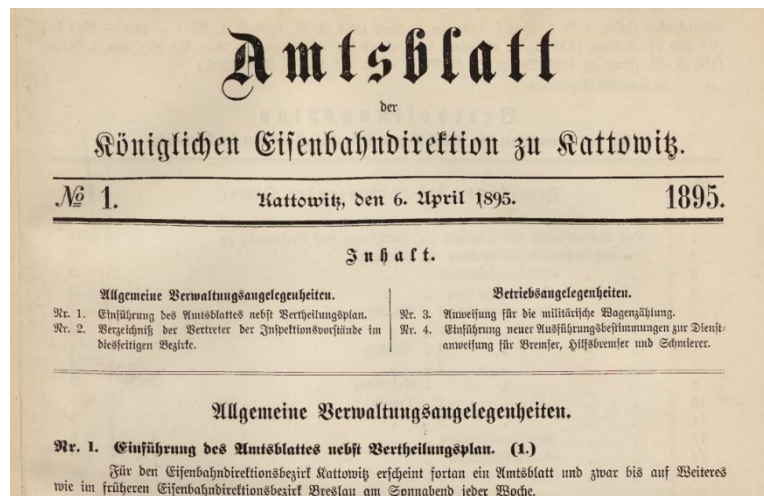 Amtsblatt
der
Königlichen Eisenbahndirektion zu Kattowitz.
№ 1. Kattowitz, den 6. April 1895. 1895.
Inhalt.
Allgemeine Verwaltungsangelegenheiten.
Nr. 1. Einführung des Amtsblattes nebst Vertheilungsplan.
Nr. 2. Verzeichniß der Vertreter der Inspektionsvorstände im
diesseitigen Bezirke.
Betriebsangelegenheiten.
Nr. 3. Anweisung für die militärische Wagenzählung.
Nr. 4. Einführung neuer Ausführungsbestimmungen zur Dienst-
anweisung für Bremser, Hilfsbremser und Schmierer.
Allgemeine Verwaltungsangelegenheiten.
Nr. 1. Einführung des Amtsblattes nebst Vertheilungsplan. (1.)
Für den Eisenbahndirektionsbezirk Kattowitz erscheint fortan ein Amtsblatt und zwar bis auf Weiteres
wie im früheren Eisenbahndirektionsbezirk Breslau am Sonnabend jeder Woche.